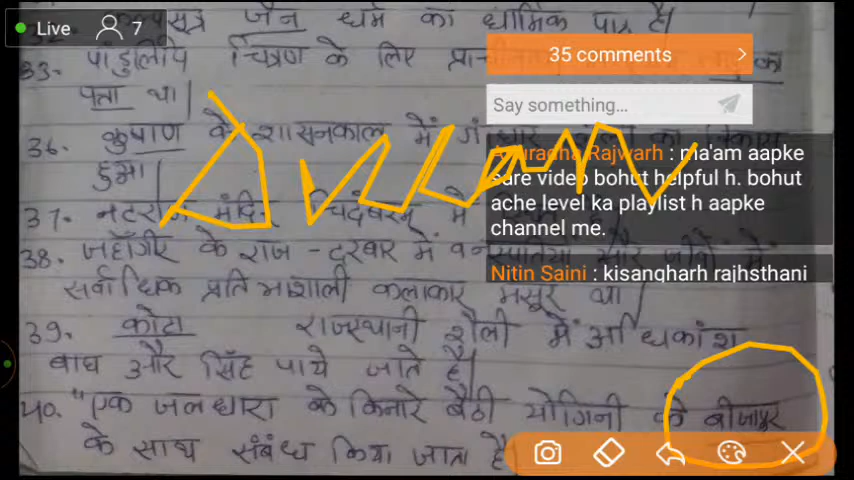 Live 7
सूत्र जैन धर्म का धार्मिक पाठ है।
35 comments
33. पांडुलिपि चित्रण के लिए
पता था।
Say something...
36. कुषाण के शासनकाल में
हुआ।
Anuradha Rajwarh : ma'am aapke
sare video bohut helpful h. bohut
ache level ka playlist h aapke
channel me.
37. नटराज मंदिर चिदंबरम् में
38. जहाँगीर के राज-दरबार में
Nitin Saini : kisangharh rajhsthani
सर्वाधिक प्रतिभाशाली कलाकार मंसूर था।
39. कोटा राजस्थानी शैली में अधिकांश
बाघ और सिंह पाये जाते है।
40. "एक जलधारा के किनारे बैठी योगिनी को बीजापुर
के साथ संबंध किया जाता है